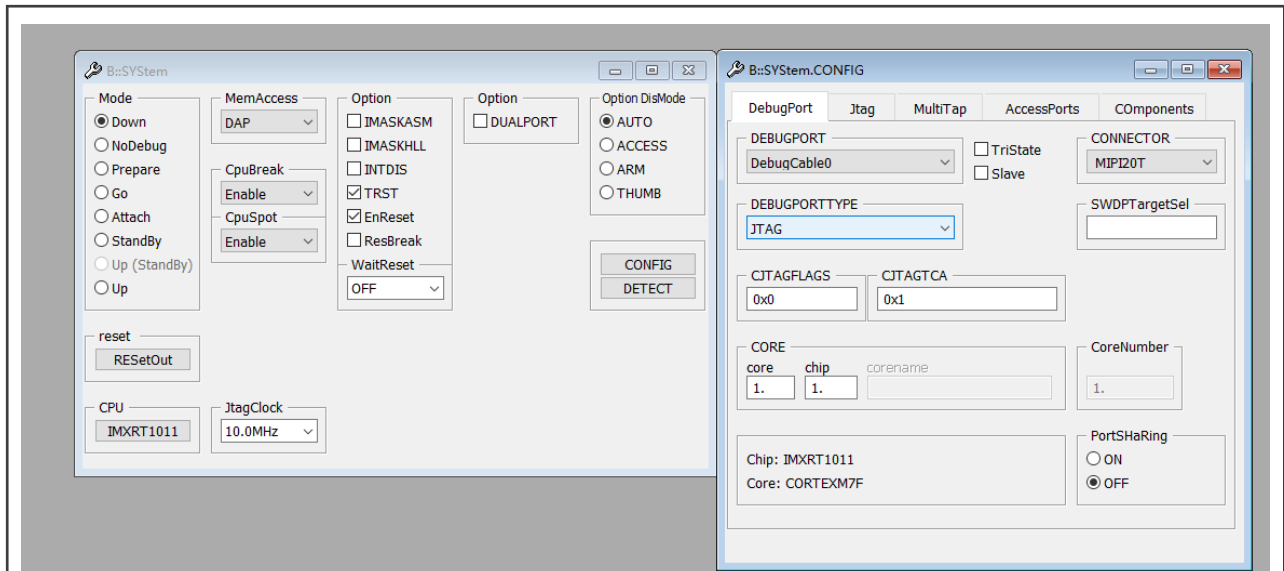 B::SYStem
Mode
Down
NoDebug
Prepare
Go
Attach
StandBy
Up (StandBy)
Up
MemAccess
DAP
CpuBreak
Enable
CpuSpot
Enable
Option
IMASKASM
IMASKHLL
INTDIS
TRST
EnReset
ResBreak
WaitReset
OFF
Option
DUALPORT
Option DisMode
AUTO
ACCESS
ARM
THUMB
CONFIG
DETECT
reset
RESetOut
CPU
IMXRT1011
JtagClock
10.0MHz
B::SYStem.CONFIG
DebugPort Jtag MultiTap AccessPorts COmponents
DEBUGPORT
DebugCable0
TriState
Slave
CONNECTOR
MIPI20T
DEBUGPORTTYPE
JTAG
SWDPTargetSel
CJTAGFLAGS
0x0
CJTAGTCA
0x1
CORE
core chip corename
1. 1.
CoreNumber
1.
Chip: IMXRT1011
Core: CORTEXM7F
PortSHaRing
ON
OFF